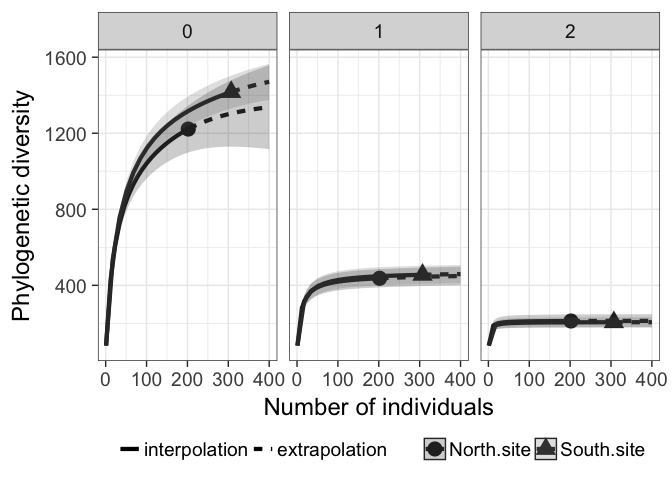 0 1 2
1600
1200
800
400
Phylogenetic diversity
0 100 200 300 400 0 100 200 300 400 0 100 200 300 400
Number of individuals
interpolation extrapolation North.site South.site